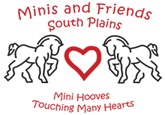 Minis and Friends
South Plains
Mini Hooves
Touching Many Hearts